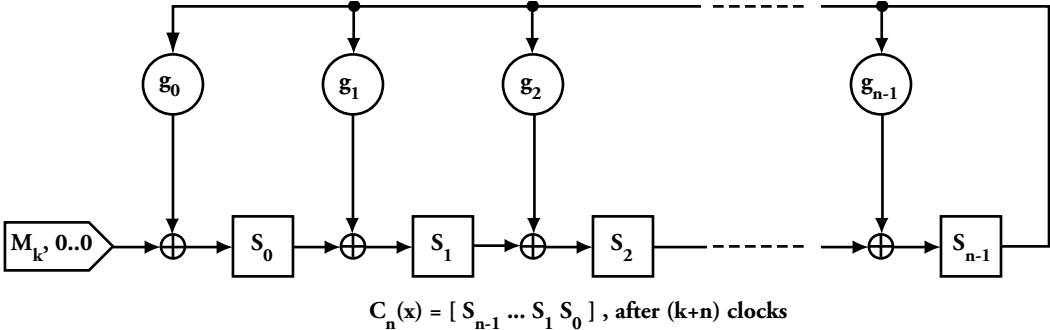 g₀ g₁ g₂ gₙ₋₁
Mₖ, 0..0 S₀ S₁ S₂ Sₙ₋₁
Cₙ(x) = [ Sₙ₋₁ ... S₁ S₀ ] , after (k+n) clocks